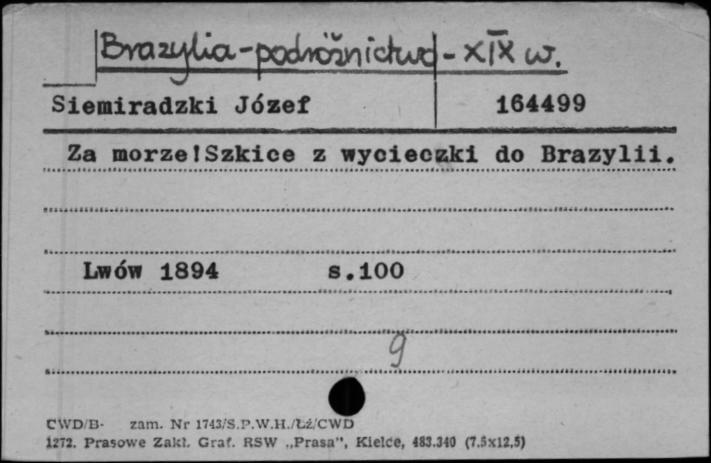 Brazylia-podróżnictwo-XIX w.
Siemiradzki Józef 164499
Za morze!Szkice z wycieczki do Brazylii.
Lwów 1894 s.100
9
CWD/B- zam. Nr 1743/S.P.W.H./Łż/CWD
1272. Prasowe Zakł. Graf. RSW „Prasa", Kielce, 483.340 (7.5x12,5)